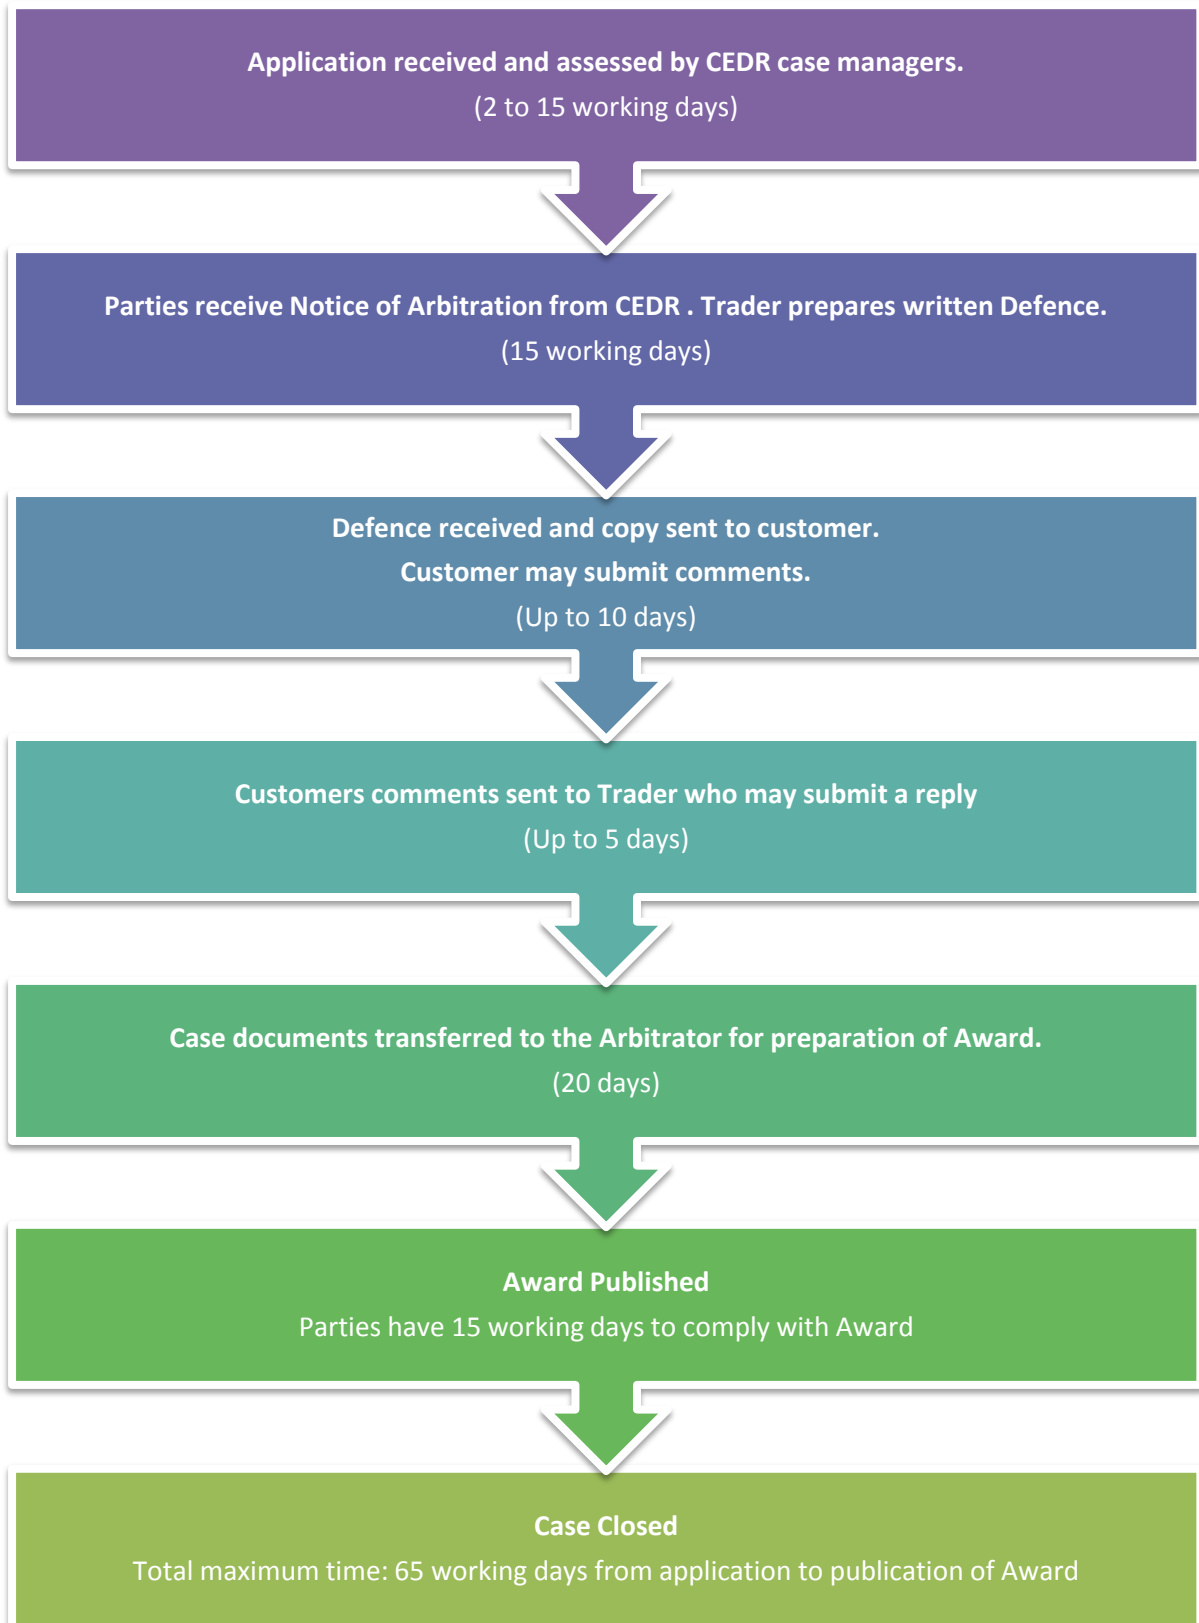 Application received and assessed by CEDR case managers.
(2 to 15 working days)
Parties receive Notice of Arbitration from CEDR . Trader prepares written Defence.
(15 working days)
Defence received and copy sent to customer.
Customer may submit comments.
(Up to 10 days)
Customers comments sent to Trader who may submit a reply
(Up to 5 days)
Case documents transferred to the Arbitrator for preparation of Award.
(20 days)
Award Published
Parties have 15 working days to comply with Award
Case Closed
Total maximum time: 65 working days from application to publication of Award